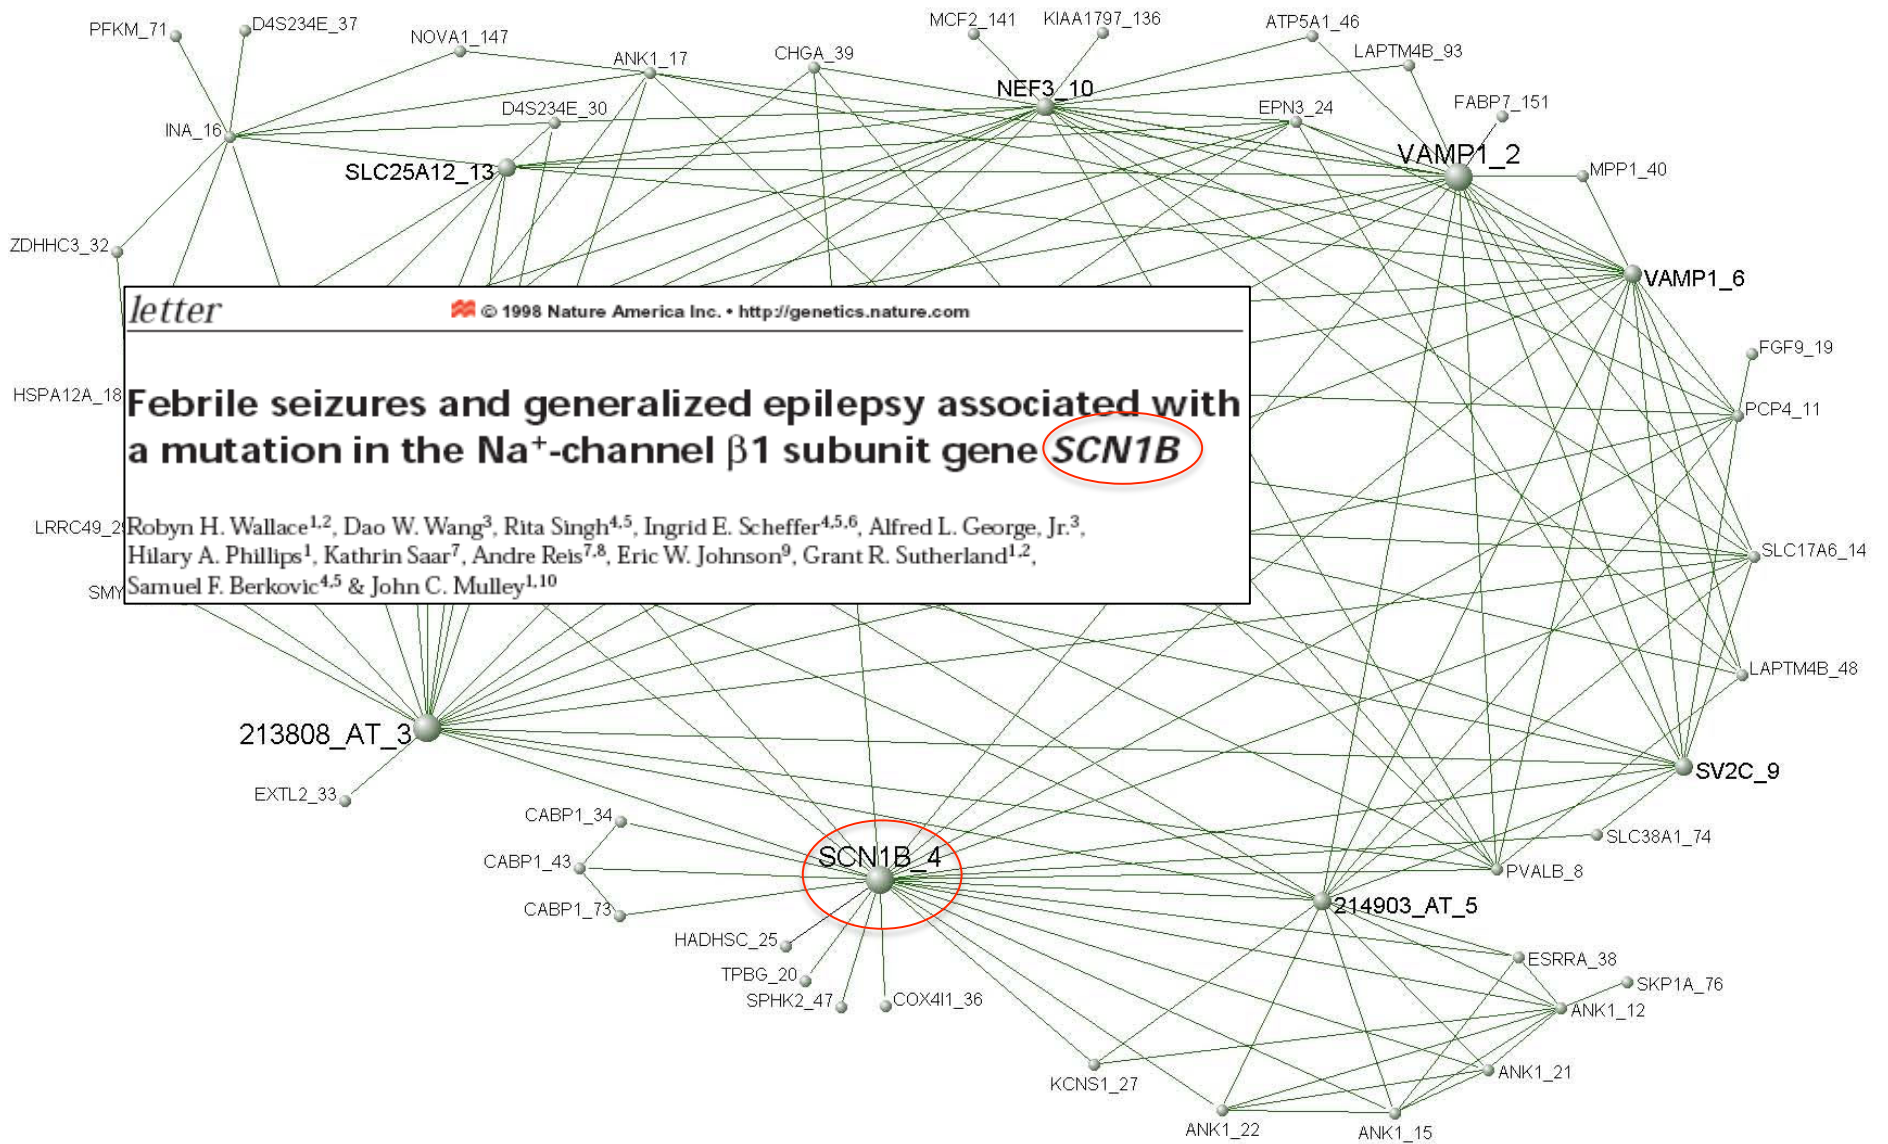 PFKM_71
D4S234E_37
NOVA1_147
ANK1_17
CHGA_39
MCF2_141
KIAA1797_136
ATP5A1_46
LAPTM4B_93
NEF3_10
D4S234E_30
EPN3_24
FABP7_151
INA_16
SLC25A12_13
VAMP1_2
MPP1_40
ZDHHC3_32
VAMP1_6
letter
© 1998 Nature America Inc. • http://genetics.nature.com
FGF9_19
HSPA12A_18
Febrile seizures and generalized epilepsy associated with
a mutation in the Na⁺-channel β1 subunit gene SCN1B
PCP4_11
LRRC49_2
Robyn H. Wallace¹,², Dao W. Wang³, Rita Singh⁴,⁵, Ingrid E. Scheffer⁴,⁵,⁶, Alfred L. George, Jr.³,
Hilary A. Phillips¹, Kathrin Saar⁷, Andre Reis⁷,⁸, Eric W. Johnson⁹, Grant R. Sutherland¹,²,
Samuel F. Berkovic⁴,⁵ & John C. Mulley¹,¹⁰
SLC17A6_14
SMY
LAPTM4B_48
213808_AT_3
SV2C_9
EXTL2_33
CABP1_34
SLC38A1_74
CABP1_43
SCN1B_4
PVALB_8
CABP1_73
214903_AT_5
HADHSC_25
ESRRA_38
TPBG_20
SKP1A_76
SPHK2_47
COX4I1_36
ANK1_12
KCNS1_27
ANK1_21
ANK1_22
ANK1_15